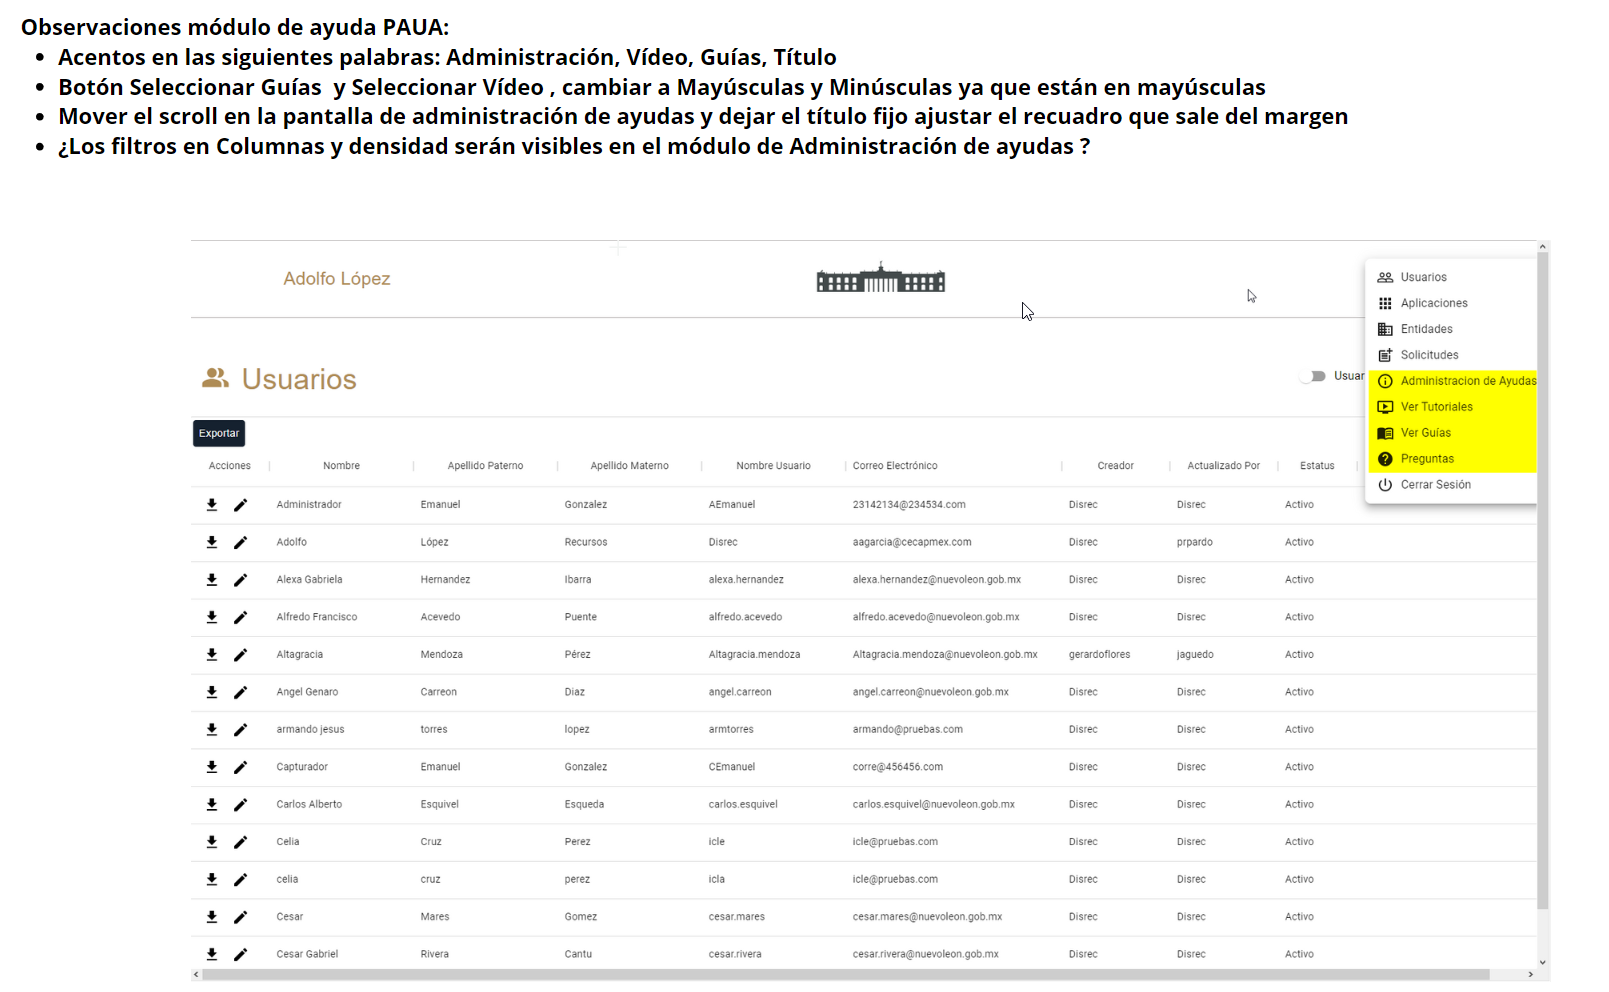 Observaciones módulo de ayuda PAUA:
• Acentos en las siguientes palabras: Administración, Vídeo, Guías, Título
• Botón Seleccionar Guías  y Seleccionar Vídeo , cambiar a Mayúsculas y Minúsculas ya que están en mayúsculas
• Mover el scroll en la pantalla de administración de ayudas y dejar el título fijo ajustar el recuadro que sale del margen
• ¿Los filtros en Columnas y densidad serán visibles en el módulo de Administración de ayudas ?
Adolfo López
Usuarios
Aplicaciones
Entidades
Solicitudes
Administracion de Ayudas
Ver Tutoriales
Ver Guías
Preguntas
Cerrar Sesión
Usuarios
Usuar
Exportar
Acciones Nombre Apellido Paterno Apellido Materno Nombre Usuario Correo Electrónico Creador Actualizado Por Estatus
Administrador Emanuel Gonzalez AEmanuel 23142134@234534.com Disrec Disrec Activo
Adolfo López Recursos Disrec aagarcia@cecapmex.com Disrec prpardo Activo
Alexa Gabriela Hernandez Ibarra alexa.hernandez alexa.hernandez@nuevoleon.gob.mx Disrec Disrec Activo
Alfredo Francisco Acevedo Puente alfredo.acevedo alfredo.acevedo@nuevoleon.gob.mx Disrec Disrec Activo
Altagracia Mendoza Pérez Altagracia.mendoza Altagracia.mendoza@nuevoleon.gob.mx gerardoflores jaguedo Activo
Angel Genaro Carreon Diaz angel.carreon angel.carreon@nuevoleon.gob.mx Disrec Disrec Activo
armando jesus torres lopez armtorres armando@pruebas.com Disrec Disrec Activo
Capturador Emanuel Gonzalez CEmanuel corre@456456.com Disrec Disrec Activo
Carlos Alberto Esquivel Esqueda carlos.esquivel carlos.esquivel@nuevoleon.gob.mx Disrec Disrec Activo
Celia Cruz Perez icle icle@pruebas.com Disrec Disrec Activo
celia cruz perez icla icle@pruebas.com Disrec Disrec Activo
Cesar Mares Gomez cesar.mares cesar.mares@nuevoleon.gob.mx Disrec Disrec Activo
Cesar Gabriel Rivera Cantu cesar.rivera cesar.rivera@nuevoleon.gob.mx Disrec Disrec Activo